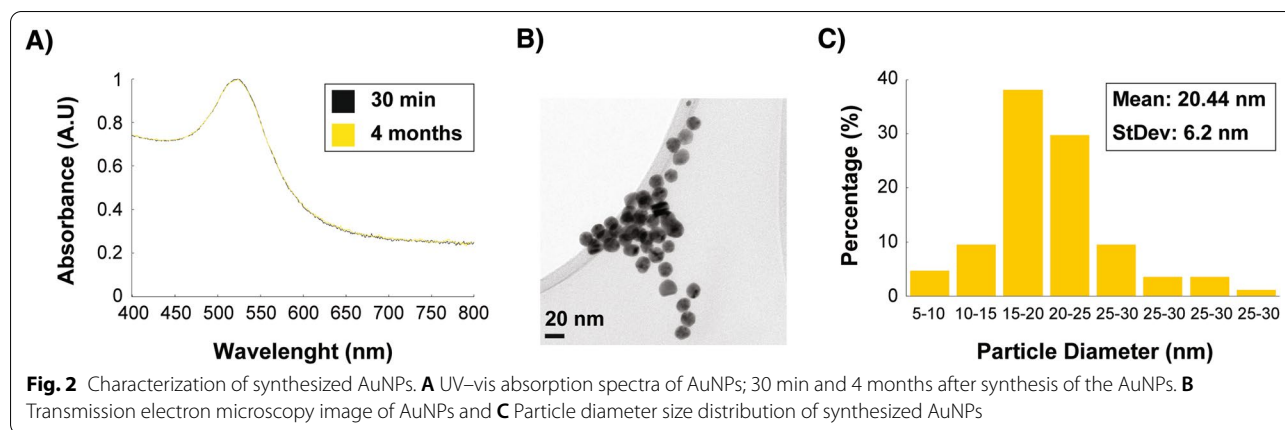 A)
1
0.8
0.6
0.4
0.2
0
Absorbance (A.U)
30 min
4 months
400 450 500 550 600 650 700 750 800
Wavelenght (nm)
B)
20 nm
C)
40
30
20
10
0
Percentage (%)
Mean: 20.44 nm
StDev: 6.2 nm
5-10 10-15 15-20 20-25 25-30 25-30 25-30 25-30
Particle Diameter (nm)
Fig. 2 Characterization of synthesized AuNPs. A UV–vis absorption spectra of AuNPs; 30 min and 4 months after synthesis of the AuNPs. B
Transmission electron microscopy image of AuNPs and C Particle diameter size distribution of synthesized AuNPs